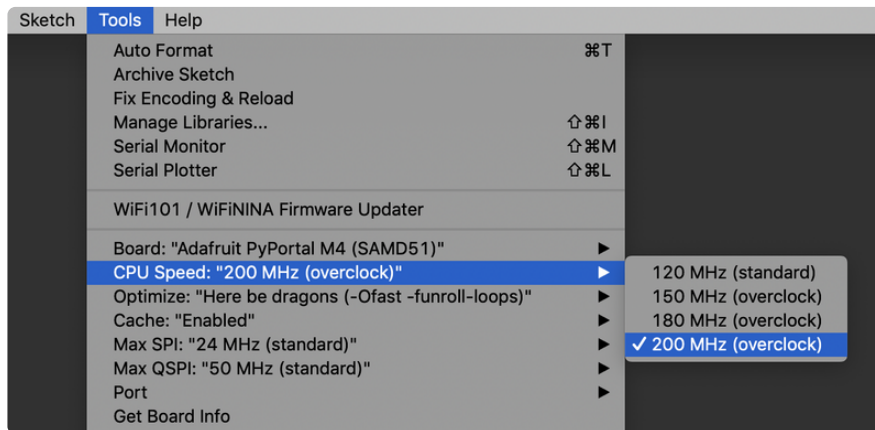 Sketch Tools Help
Auto Format ⌘T
Archive Sketch
Fix Encoding & Reload
Manage Libraries... ⇧⌘I
Serial Monitor ⇧⌘M
Serial Plotter ⇧⌘L
WiFi101 / WiFiNINA Firmware Updater
Board: "Adafruit PyPortal M4 (SAMD51)"
CPU Speed: "200 MHz (overclock)"
Optimize: "Here be dragons (-Ofast -funroll-loops)"
Cache: "Enabled"
Max SPI: "24 MHz (standard)"
Max QSPI: "50 MHz (standard)"
Port
Get Board Info
120 MHz (standard)
150 MHz (overclock)
180 MHz (overclock)
✓ 200 MHz (overclock)